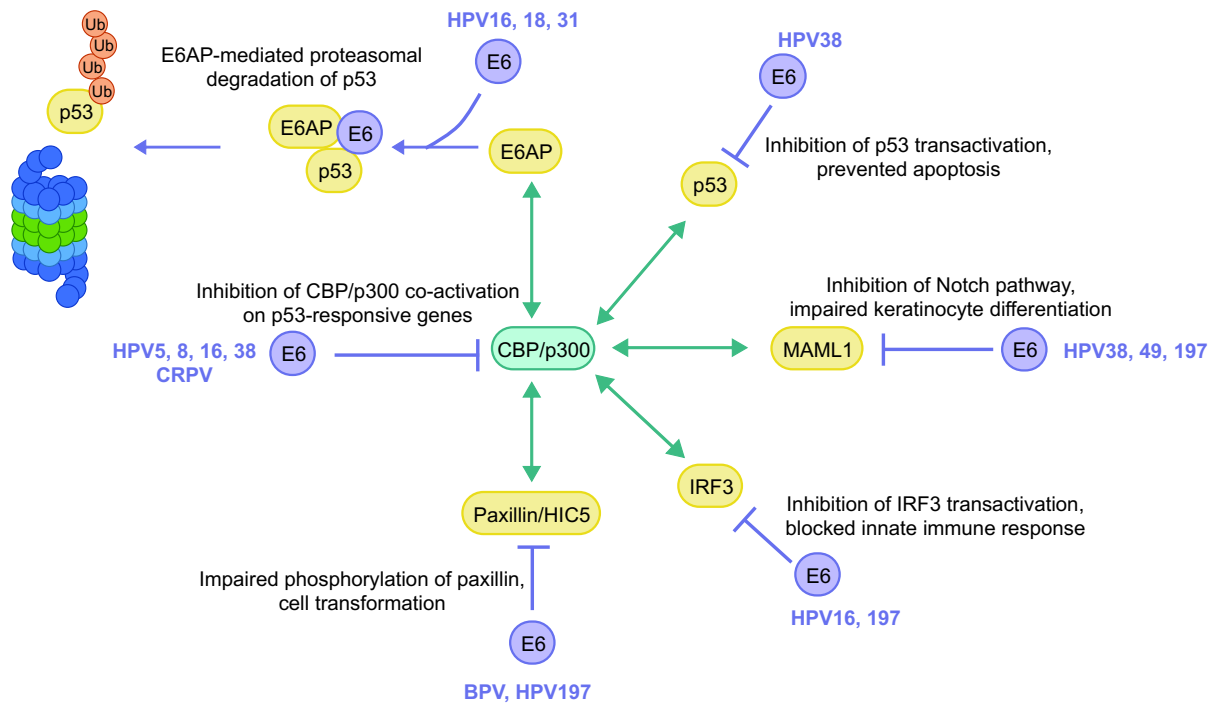 Ub
Ub
Ub
Ub
p53
E6AP-mediated proteasomal
degradation of p53
HPV16, 18, 31
E6
E6AP
E6
p53
E6AP
HPV38
E6
Inhibition of p53 transactivation,
prevented apoptosis
p53
Inhibition of CBP/p300 co-activation
on p53-responsive genes
HPV5, 8, 16, 38
CRPV
E6
CBP/p300
Inhibition of Notch pathway,
impaired keratinocyte differentiation
MAML1
E6
HPV38, 49, 197
IRF3
Inhibition of IRF3 transactivation,
blocked innate immune response
E6
HPV16, 197
Paxillin/HIC5
Impaired phosphorylation of paxillin,
cell transformation
E6
BPV, HPV197